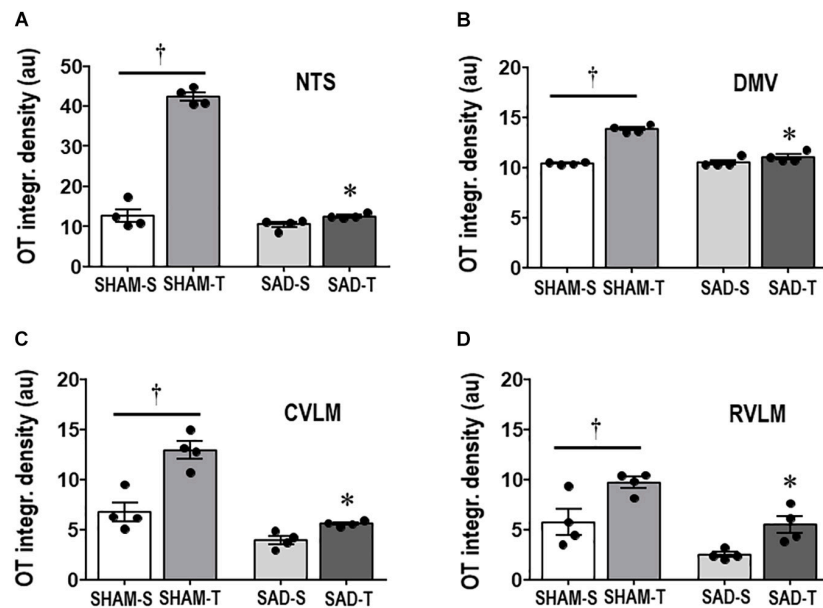 A
OT integr. density (au)
50
40
30
20
10
0
†
NTS
*
SHAM-S SHAM-T SAD-S SAD-T
B
OT integr. density (au)
20
15
10
5
0
†
DMV
*
SHAM-S SHAM-T SAD-S SAD-T
C
OT integr. density (au)
20
15
10
5
0
†
CVLM
*
SHAM-S SHAM-T SAD-S SAD-T
D
OT integr. density (au)
20
15
10
5
0
†
RVLM
*
SHAM-S SHAM-T SAD-S SAD-T